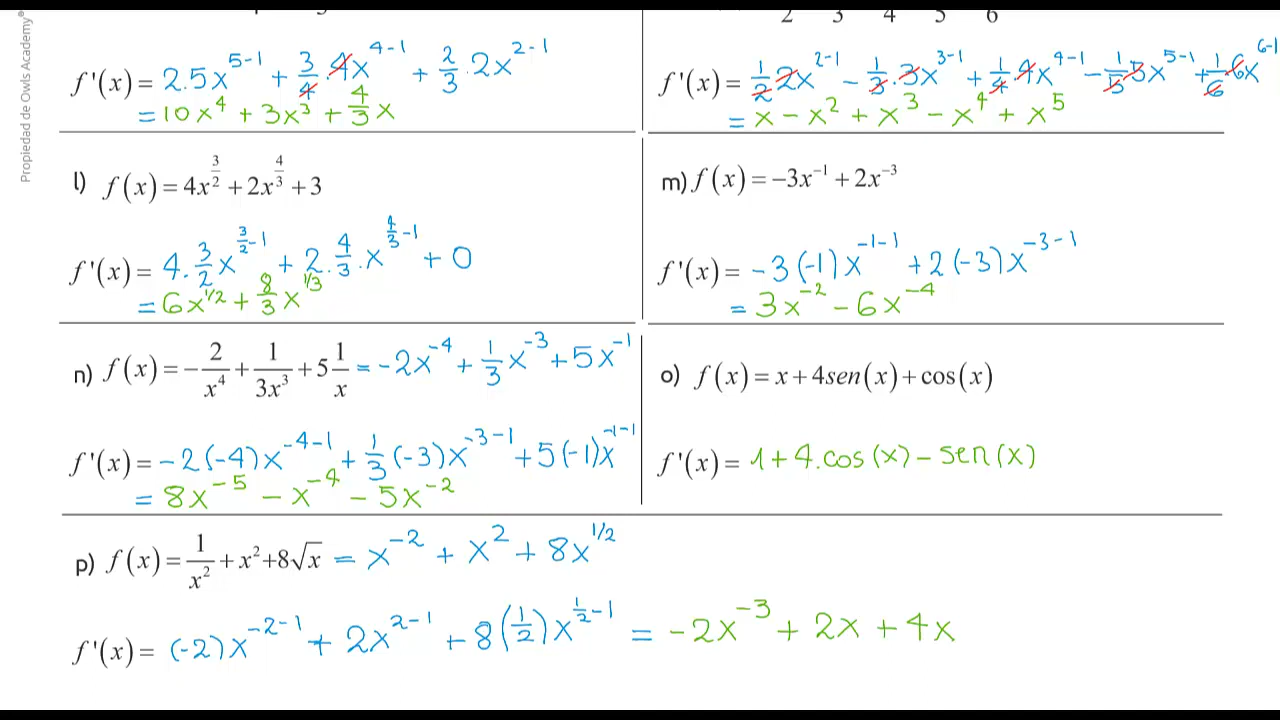 Propiedad de Owls Academy®
f'(x) = 2.5x^{5-1} + 3/4 · 4x^{4-1} + 2/3 · 2x^{2-1}
= 10x^4 + 3x^3 + 4/3 x
2 3 4 5 6
f'(x) = 1/2 2x^{2-1} − 1/3 · 3x^{3-1} + 1/4 · 4x^{4-1} − 1/5 · 5x^{5-1} + 1/6 · 6x^{6-1}
= x − x^2 + x^3 − x^4 + x^5
l) f(x) = 4x^{3/2} + 2x^{4/3} + 3
f'(x) = 4 · 3/2 x^{3/2 -1} + 2 · 4/3 · x^{4/3 -1} + 0
= 6x^{1/2} + 8/3 x^{1/3}
m) f(x) = −3x^{−1} + 2x^{−3}
f'(x) = −3(−1)x^{−1−1} + 2(−3)x^{−3−1}
= 3x^{−2} − 6x^{−4}
n) f(x) = −2/x^4 + 1/3x^3 + 5 1/x = −2x^{−4} + 1/3 x^{−3} + 5x^{−1}
f'(x) = −2(−4)x^{−4−1} + 1/3 (−3)x^{−3−1} + 5(−1)x^{−1−1}
= 8x^{−5} − x^{−4} − 5x^{−2}
o) f(x) = x + 4sen(x) + cos(x)
f'(x) = 1 + 4.cos(x) − sen(x)
p) f(x) = 1/x^2 + x^2 + 8√x = x^{−2} + x^2 + 8x^{1/2}
f'(x) = (−2)x^{−2−1} + 2x^{2−1} + 8(1/2)x^{1/2 −1} = −2x^{−3} + 2x + 4x